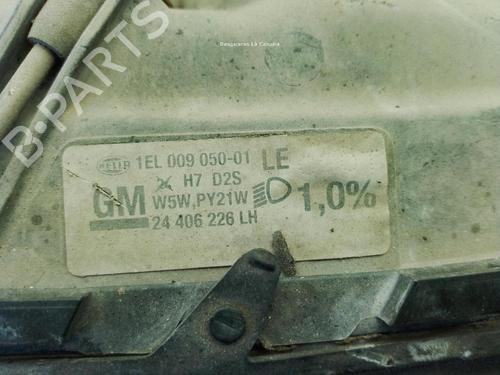 Desguaces La Cabaña
B-PARTS
HELLA 1EL 009 050-01 LE
H7 D2S
GM W5W,PY21W 1,0%
24 406 226 LH